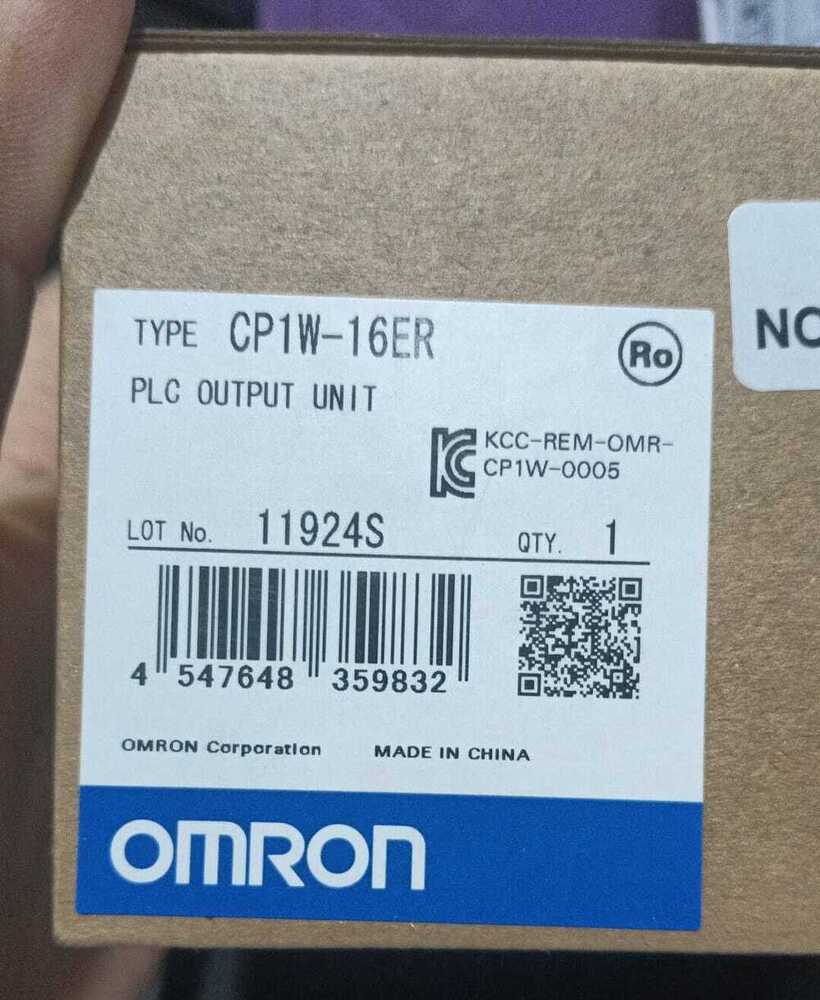 TYPE CP1W-16ER
Ro
PLC OUTPUT UNIT
KCC-REM-OMR-
CP1W-0005
LOT No. 11924S QTY. 1
4 547648 359832
OMRON Corporation MADE IN CHINA
OMRON